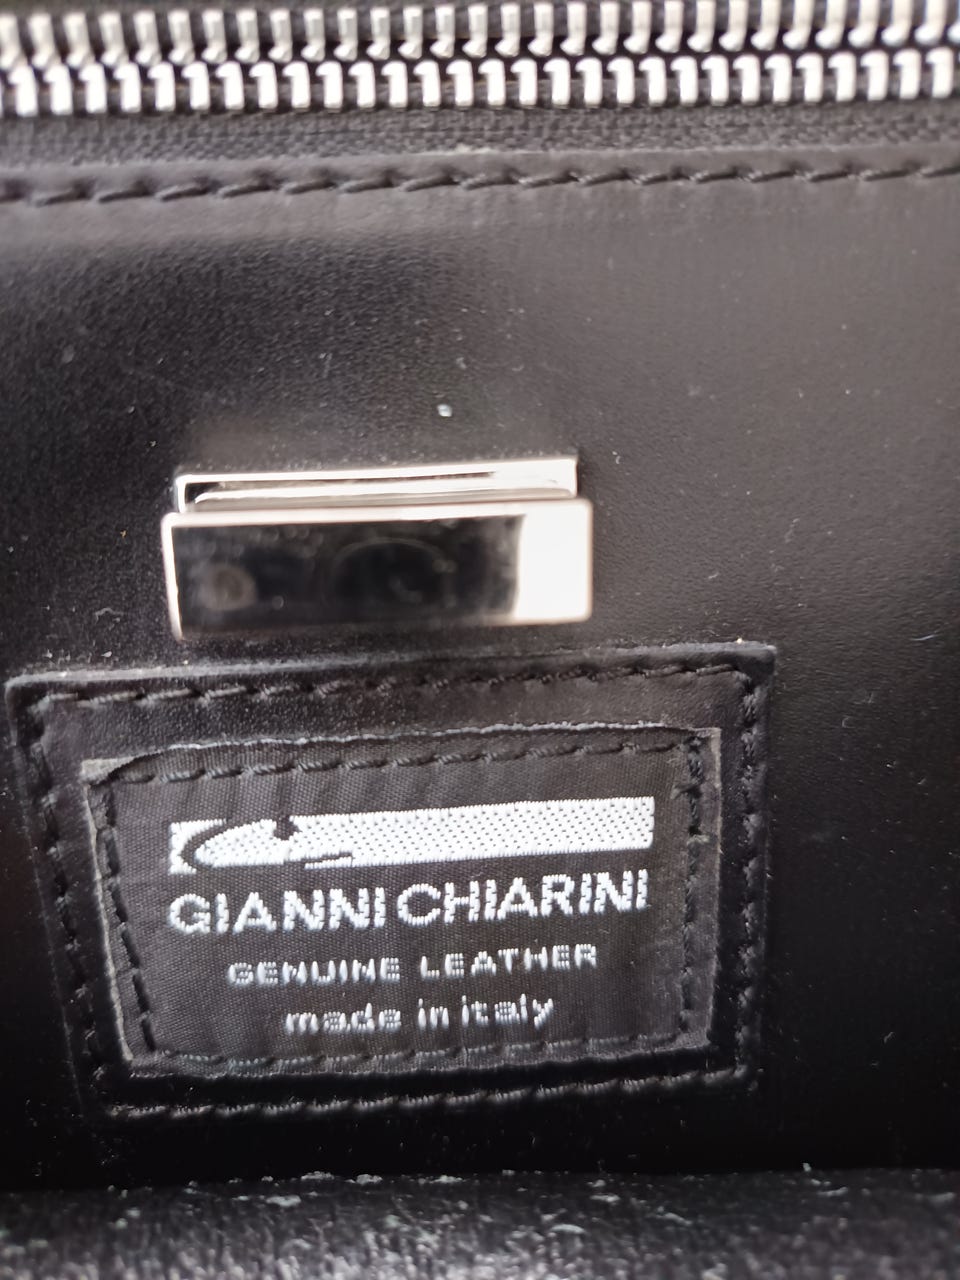 GIANNI CHIARINI
GENUINE LEATHER
made in italy